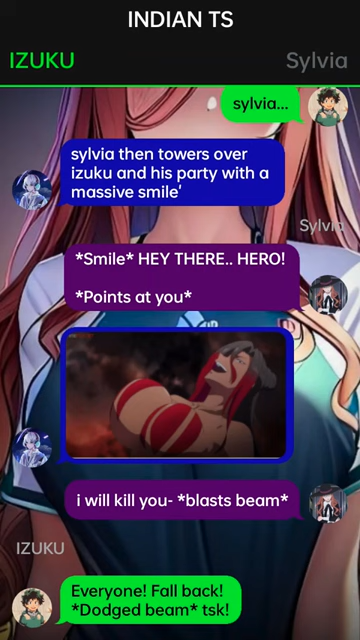 INDIAN TS
IZUKU
Sylvia
sylvia...
sylvia then towers over
izuku and his party with a
massive smile'
Sylvia
*Smile* HEY THERE.. HERO!
*Points at you*
i will kill you- *blasts beam*
IZUKU
Everyone! Fall back!
*Dodged beam* tsk!